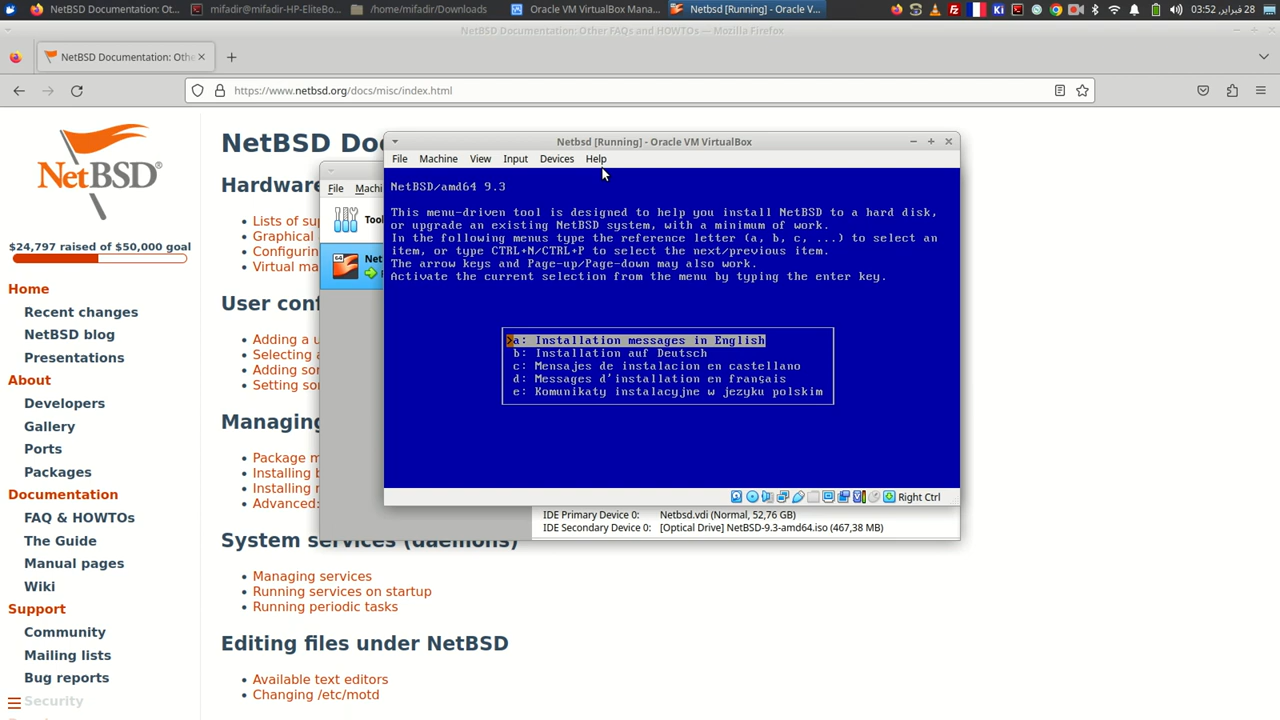 NetBSD Documentation: Ot...
mifadir@mifadir-HP-EliteBo...
/home/mifadir/Downloads
Oracle VM VirtualBox Mana...
Netbsd [Running] - Oracle V...
03:52 28 فبراير,
NetBSD Documentation: Other FAQs and HOWTOs — Mozilla Firefox
NetBSD Documentation: Othe
https://www.netbsd.org/docs/misc/index.html
NetBSD
$24,797 raised of $50,000 goal
Home
Recent changes
NetBSD blog
Presentations
About
Developers
Gallery
Ports
Packages
Documentation
FAQ & HOWTOs
The Guide
Manual pages
Wiki
Support
Community
Mailing lists
Bug reports
Security
NetBSD Do
Hardware
Lists of sup
Graphical
Configurin
Virtual ma
User conf
Adding a u
Selecting a
Adding som
Setting som
Managing
Package m
Installing b
Installing n
Advanced:
System services (daemons)
Managing services
Running services on startup
Running periodic tasks
Editing files under NetBSD
Available text editors
Changing /etc/motd
File Machi
Tool
Net
Netbsd [Running] - Oracle VM VirtualBox
File Machine View Input Devices Help
NetBSD/amd64 9.3
This menu-driven tool is designed to help you install NetBSD to a hard disk,
or upgrade an existing NetBSD system, with a minimum of work.
In the following menus type the reference letter (a, b, c, ...) to select an
item, or type CTRL+N/CTRL+P to select the next/previous item.
The arrow keys and Page-up/Page-down may also work.
Activate the current selection from the menu by typing the enter key.
>a: Installation messages in English
b: Installation auf Deutsch
c: Mensajes de instalacion en castellano
d: Messages d'installation en français
e: Komunikaty instalacyjne w jezyku polskim
Right Ctrl
IDE Primary Device 0: Netbsd.vdi (Normal, 52,76 GB)
IDE Secondary Device 0: [Optical Drive] NetBSD-9.3-amd64.iso (467,38 MB)